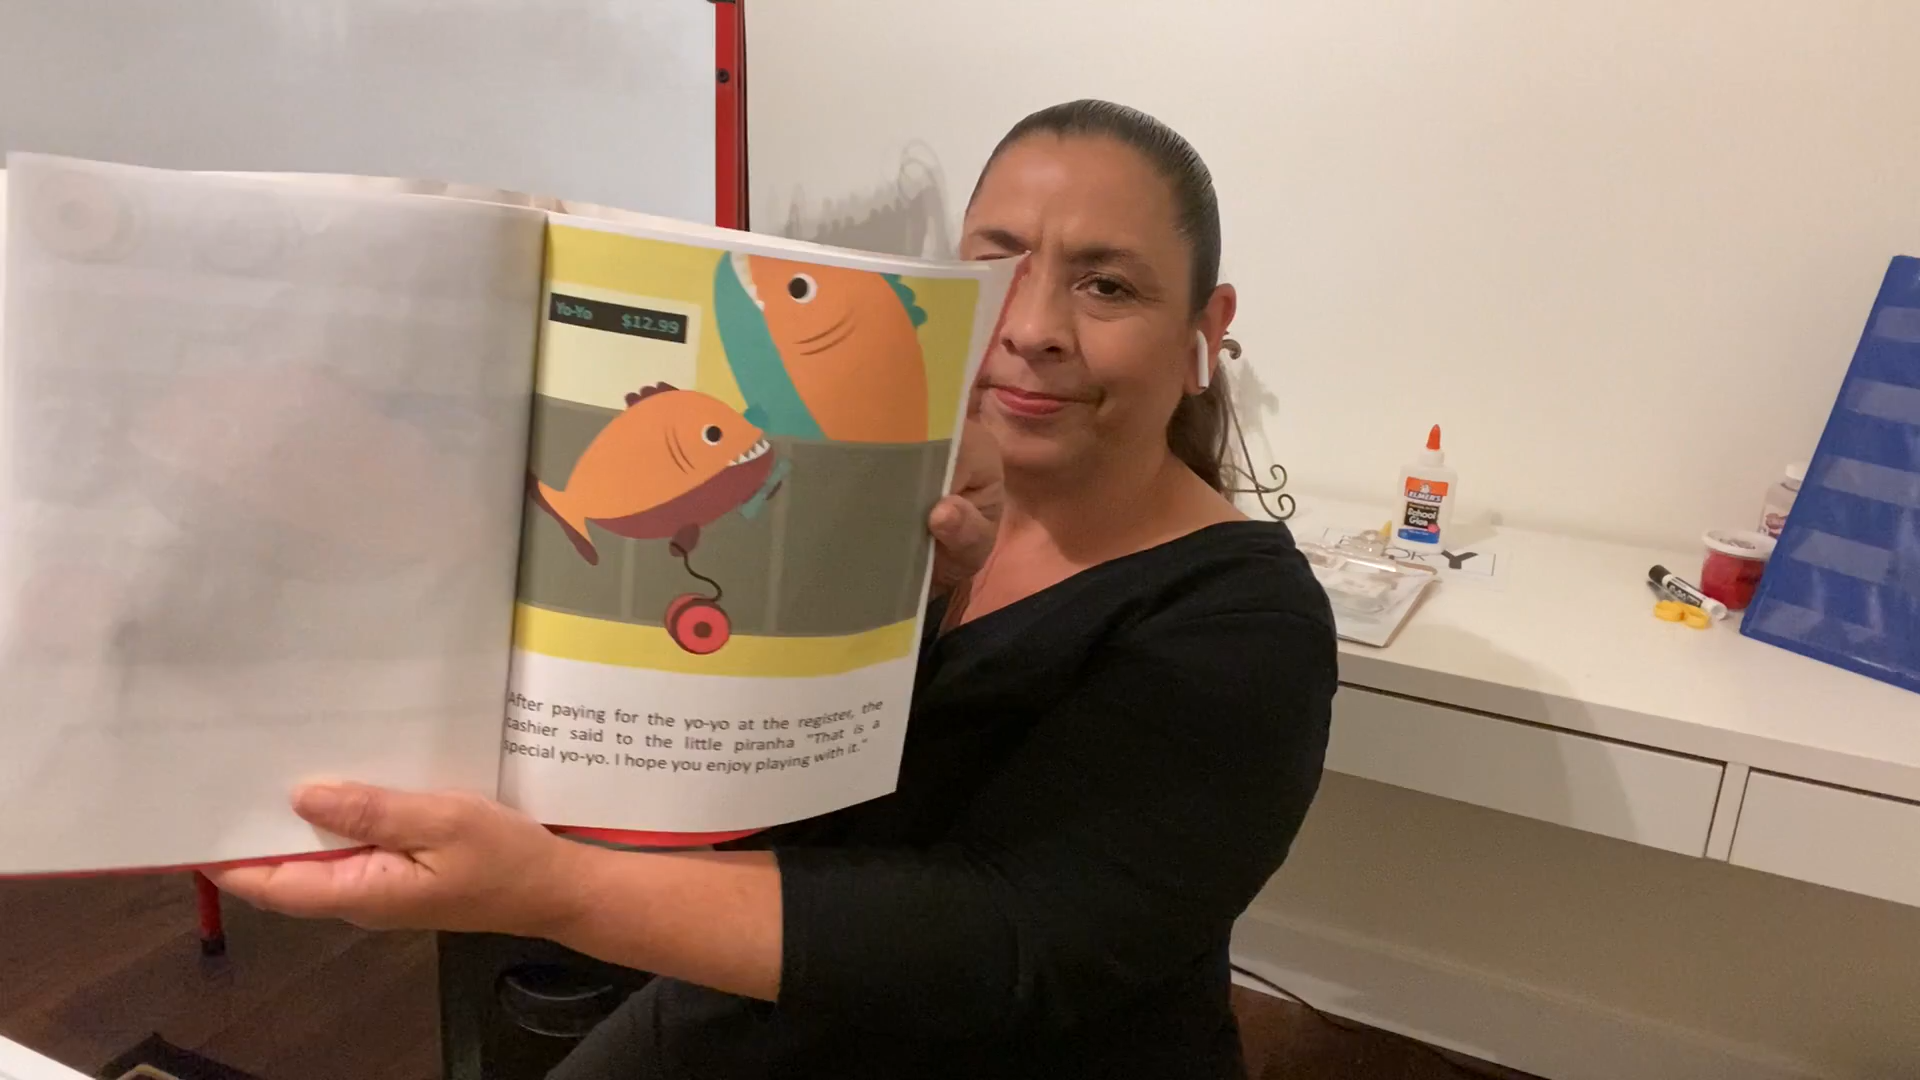 Yo-Yo $12.99
After paying for the yo-yo at the register, the
cashier said to the little piranha "That is a
special yo-yo. I hope you enjoy playing with it."
ELMER'S
School
Glue
Y